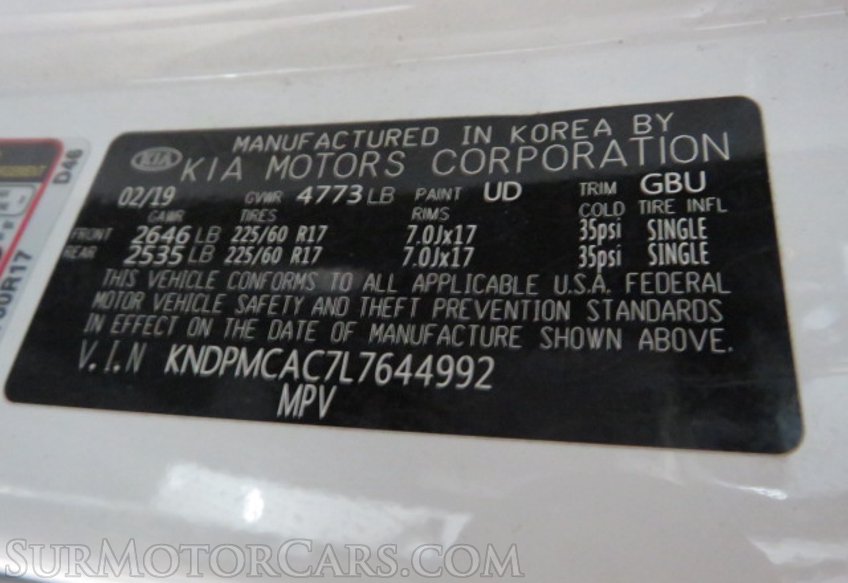 D46
MANUFACTURED IN KOREA BY
KIA KIA MOTORS CORPORATION
02/19 GVWR 4773 LB PAINT UD TRIM GBU
GAWR TIRES RIMS COLD TIRE INFL
FRONT 2646 LB 225/60 R17 7.0Jx17 35psi SINGLE
REAR 2535 LB 225/60 R17 7.0Jx17 35psi SINGLE
THIS VEHICLE CONFORMS TO ALL APPLICABLE U.S.A. FEDERAL
MOTOR VEHICLE SAFETY AND THEFT PREVENTION STANDARDS
IN EFFECT ON THE DATE OF MANUFACTURE SHOWN ABOVE.
V.I.N KNDPMCAC7L7644992
MPV
SurMotorCars.com